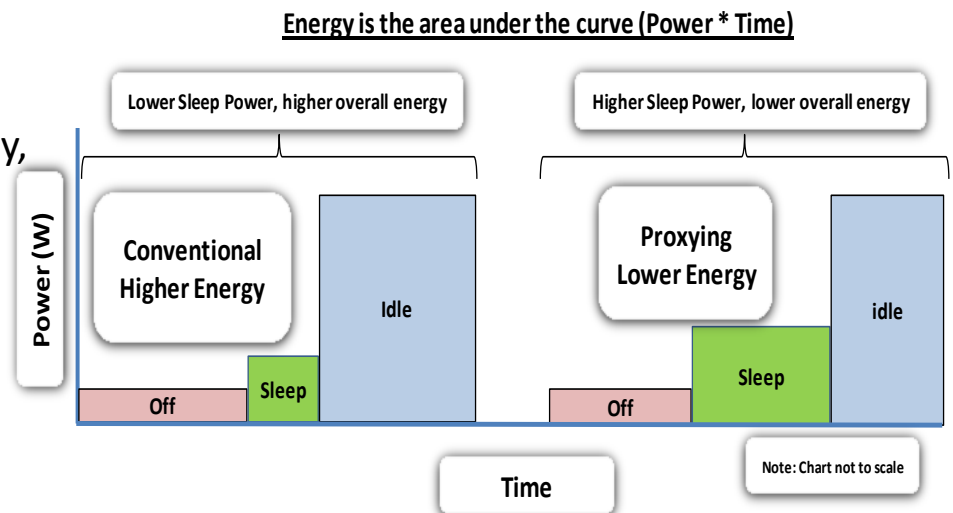 Energy is the area under the curve (Power * Time)
Lower Sleep Power, higher overall energy
Higher Sleep Power, lower overall energy
y,
Power (W)
Conventional
Higher Energy
Proxying
Lower Energy
Idle
idle
Sleep
Sleep
Off
Off
Time
Note: Chart not to scale